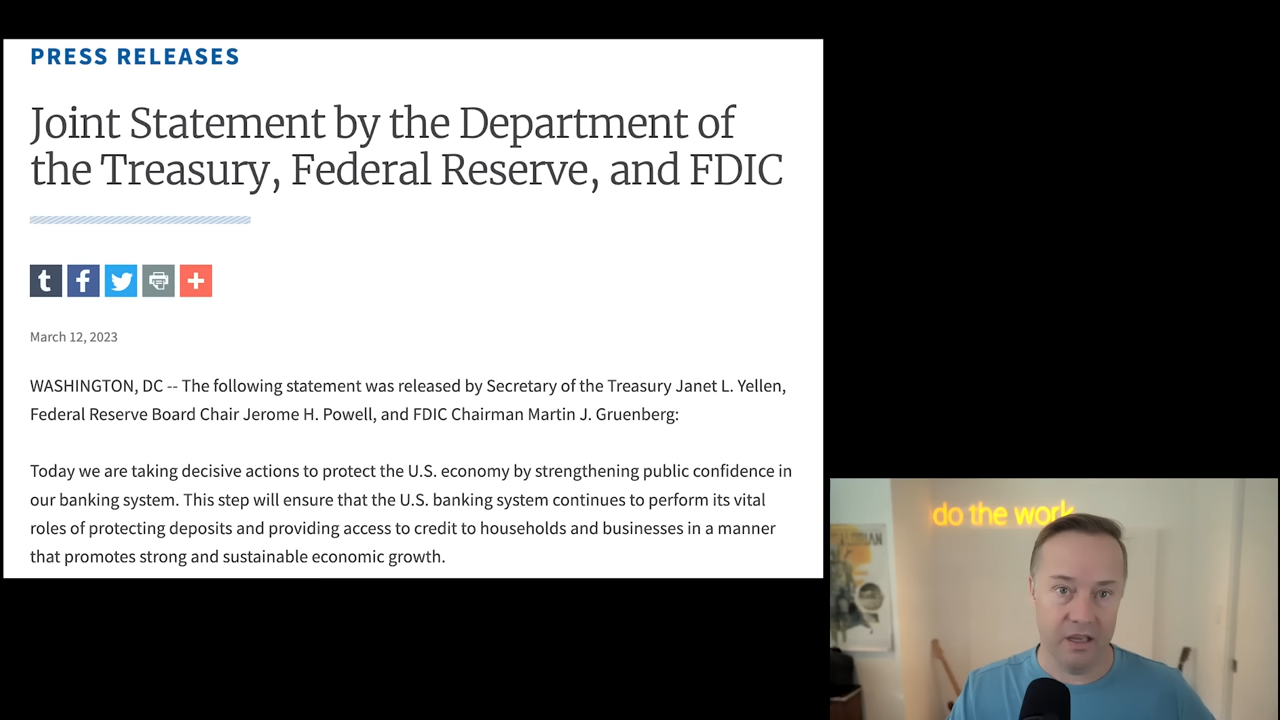 PRESS RELEASES
Joint Statement by the Department of
the Treasury, Federal Reserve, and FDIC
March 12, 2023
WASHINGTON, DC -- The following statement was released by Secretary of the Treasury Janet L. Yellen,
Federal Reserve Board Chair Jerome H. Powell, and FDIC Chairman Martin J. Gruenberg:
Today we are taking decisive actions to protect the U.S. economy by strengthening public confidence in
our banking system. This step will ensure that the U.S. banking system continues to perform its vital
roles of protecting deposits and providing access to credit to households and businesses in a manner
that promotes strong and sustainable economic growth.
do the work